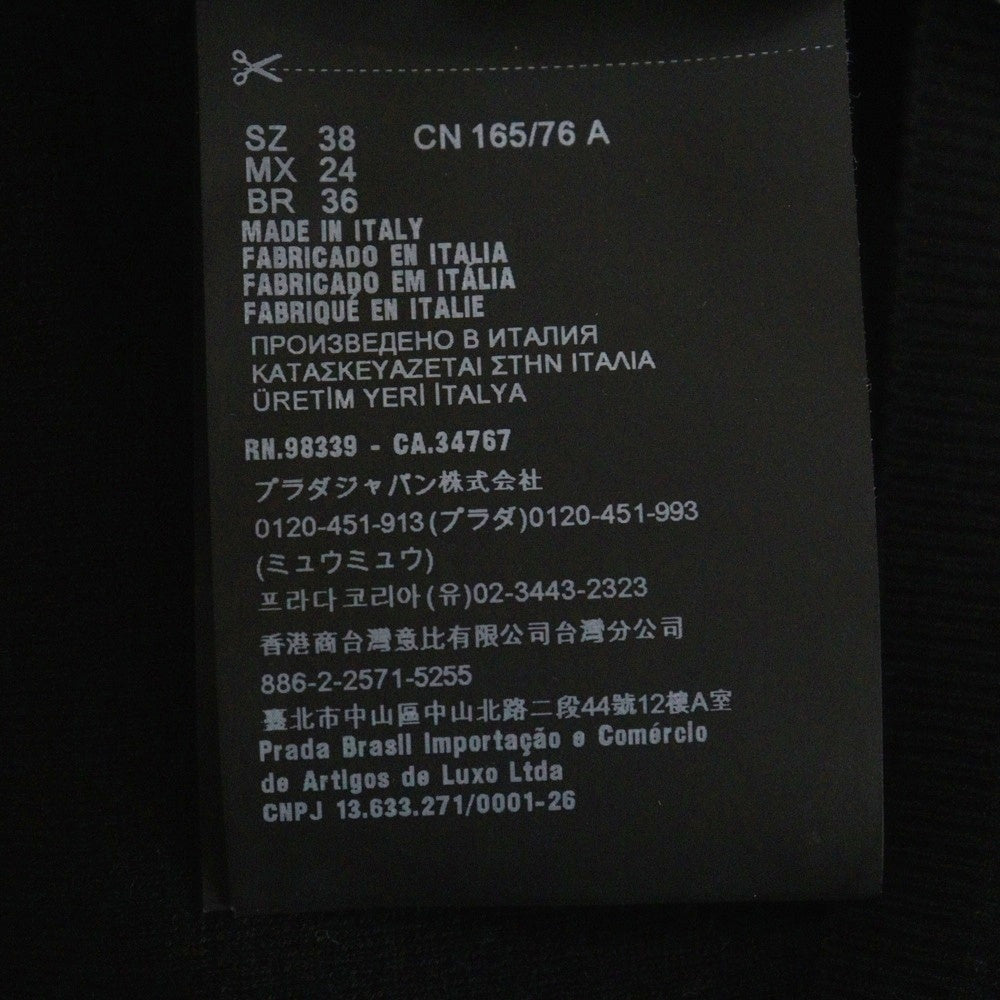 SZ 38 CN 165/76 A
MX 24
BR 36
MADE IN ITALY
FABRICADO EN ITALIA
FABRICADO EM ITÁLIA
FABRIQUÉ EN ITALIE
ПРОИЗВЕДЕНО В ИТАЛИЯ
ΚΑΤΑΣΚΕΥΑΖΕΤΑΙ ΣΤΗΝ ΙΤΑΛΙΑ
ÜRETİM YERİ İTALYA
RN.98339 - CA.34767
プラダジャパン株式会社
0120-451-913(プラダ)0120-451-993
(ミュウミュウ)
프라다코리아(유)02-3443-2323
香港商台灣意比有限公司台灣分公司
886-2-2571-5255
臺北市中山區中山北路二段44號12樓A室
Prada Brasil Importação e Comércio
de Artigos de Luxo Ltda
CNPJ 13.633.271/0001-26